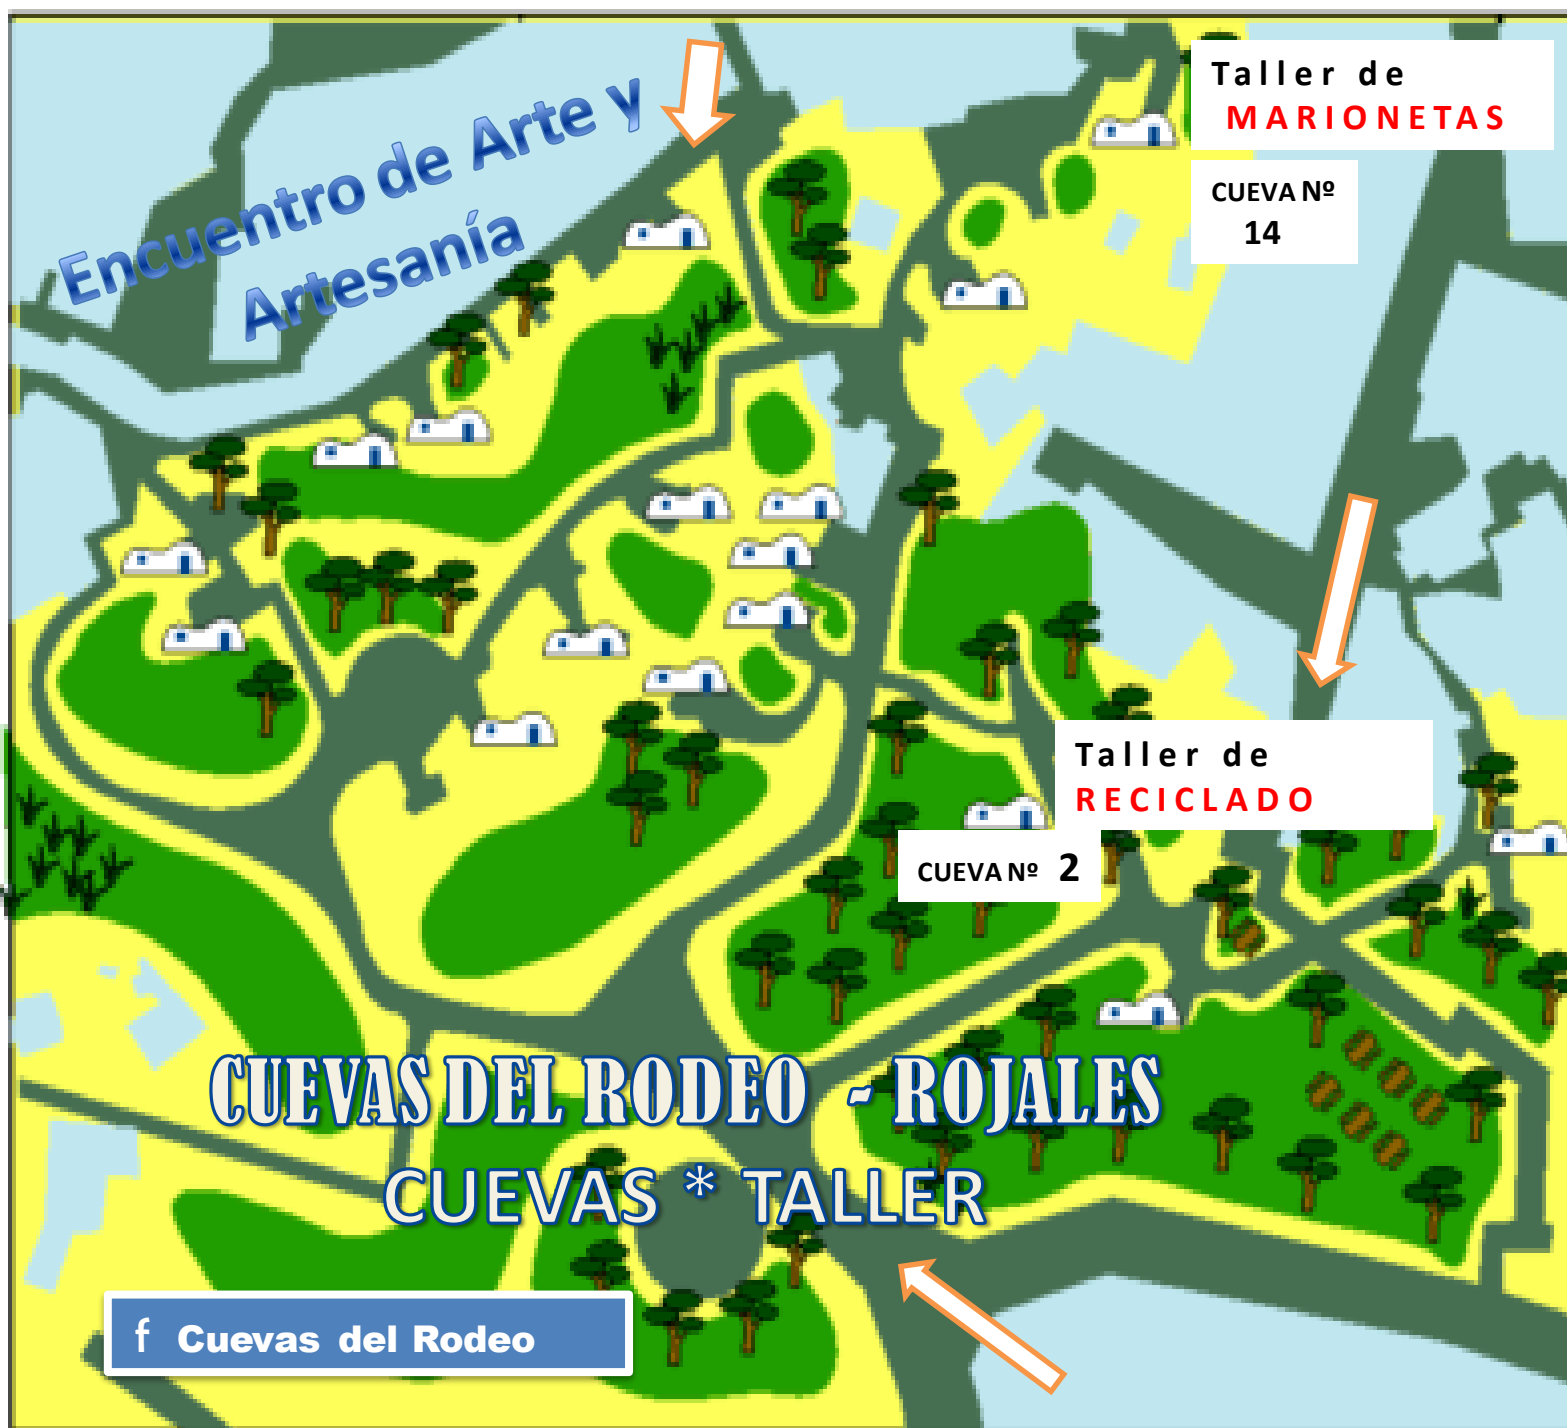 Encuentro de Arte y
Artesanía
Taller de
MARIONETAS
CUEVA Nº
14
Taller de
RECICLADO
CUEVA Nº 2
CUEVAS DEL RODEO - ROJALES
CUEVAS * TALLER
f Cuevas del Rodeo